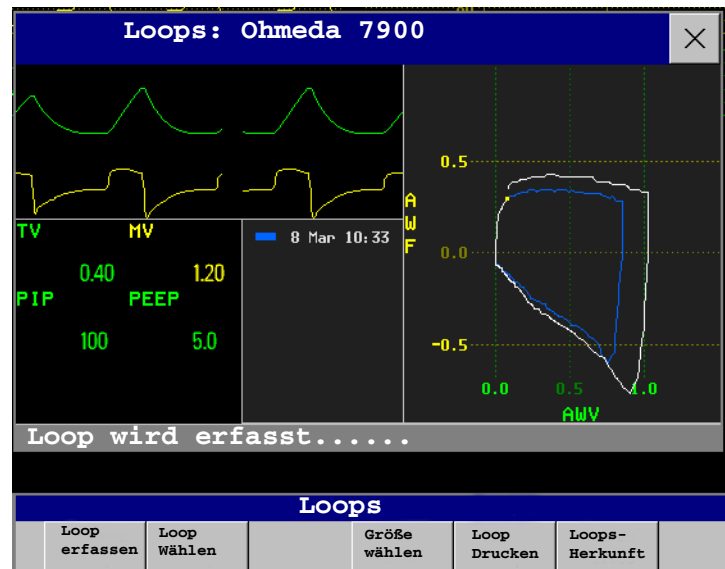 Loops: Ohmeda 7900
TV MV
0.40 1.20
PIP PEEP
100 5.0
8 Mar 10:33
AWF
0.5
0.0
-0.5
0.0 0.5 1.0
AWV
Loop wird erfasst......
Loops
Loop erfassen
Loop Wählen
Größe wählen
Loop Drucken
Loops-Herkunft